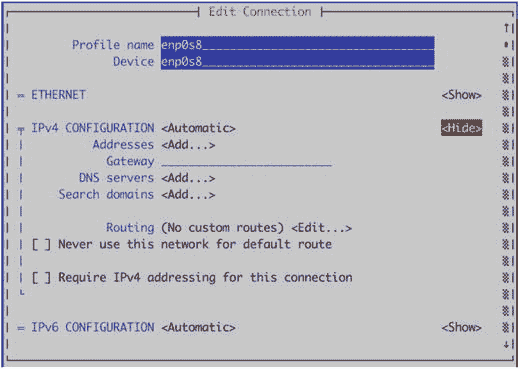 Edit Connection
Profile name enp0s8
Device enp0s8
ETHERNET <Show>
IPv4 CONFIGURATION <Automatic> <Hide>
Addresses <Add...>
Gateway
DNS servers <Add...>
Search domains <Add...>
Routing (No custom routes) <Edit...>
[ ] Never use this network for default route
[ ] Require IPv4 addressing for this connection
IPv6 CONFIGURATION <Automatic> <Show>